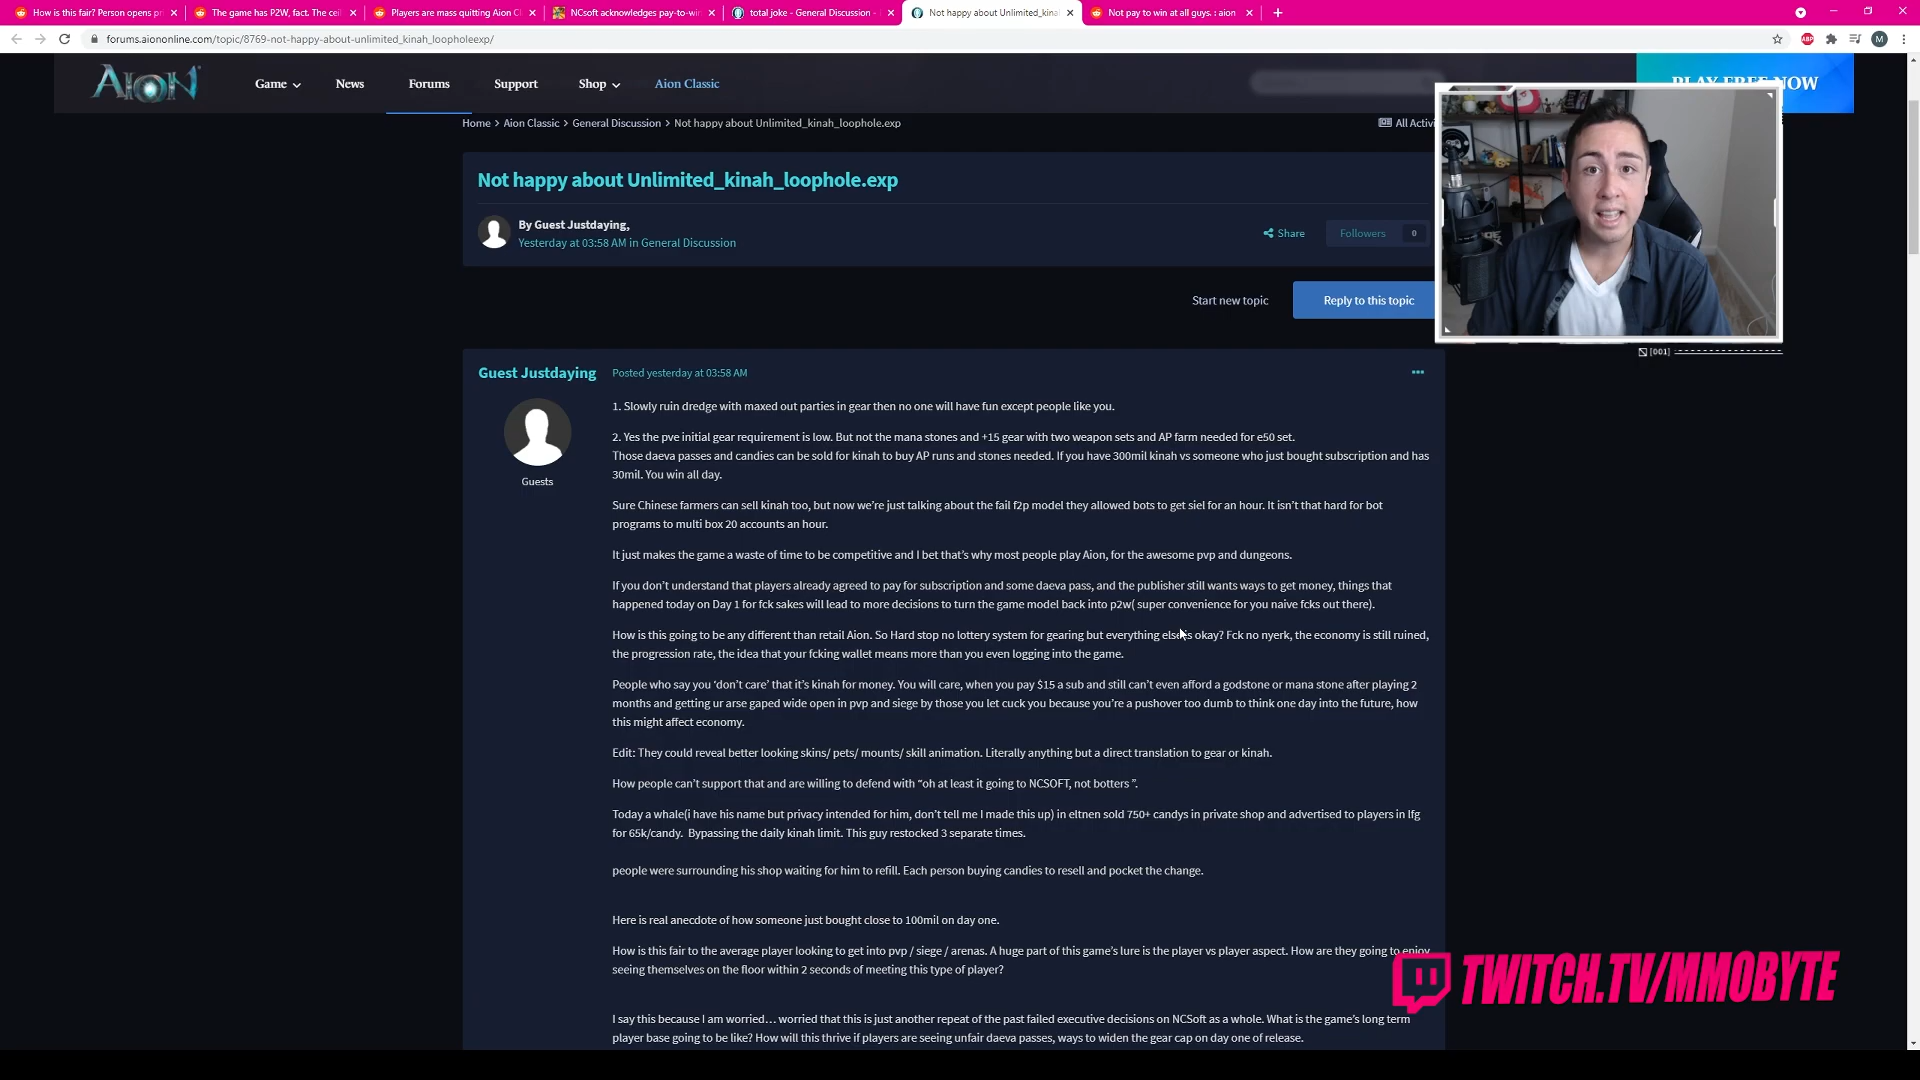 How is this fair? Person opens pri
The game has P2W, fact. The ceil
Players are mass quitting Aion Cl
NCsoft acknowledges pay-to-win
total joke - General Discussion -
Not happy about Unlimited_kinah
Not pay to win at all guys. : aion
forums.aiononline.com/topic/8769-not-happy-about-unlimited_kinah_loopholeexp/
ABP
M
AION
Game
News
Forums
Support
Shop
Aion Classic
PLAY FREE NOW
Home > Aion Classic > General Discussion > Not happy about Unlimited_kinah_loophole.exp
All Activi
Not happy about Unlimited_kinah_loophole.exp
By Guest Justdaying,
Yesterday at 03:58 AM in General Discussion
Share
Followers 0
Start new topic
Reply to this topic
[001]
Guest Justdaying
Posted yesterday at 03:58 AM
Guests
1. Slowly ruin dredge with maxed out parties in gear then no one will have fun except people like you.
2. Yes the pve initial gear requirement is low. But not the mana stones and +15 gear with two weapon sets and AP farm needed for e50 set.
Those daeva passes and candies can be sold for kinah to buy AP runs and stones needed. If you have 300mil kinah vs someone who just bought subscription and has
30mil. You win all day.
Sure Chinese farmers can sell kinah too, but now we’re just talking about the fail f2p model they allowed bots to get siel for an hour. It isn’t that hard for bot
programs to multi box 20 accounts an hour.
It just makes the game a waste of time to be competitive and I bet that’s why most people play Aion, for the awesome pvp and dungeons.
If you don’t understand that players already agreed to pay for subscription and some daeva pass, and the publisher still wants ways to get money, things that
happened today on Day 1 for fck sakes will lead to more decisions to turn the game model back into p2w( super convenience for you naive fcks out there).
How is this going to be any different than retail Aion. So Hard stop no lottery system for gearing but everything else is okay? Fck no nyerk, the economy is still ruined,
the progression rate, the idea that your fcking wallet means more than you even logging into the game.
People who say you ‘don’t care’ that it’s kinah for money. You will care, when you pay $15 a sub and still can’t even afford a godstone or mana stone after playing 2
months and getting ur arse gaped wide open in pvp and siege by those you let cuck you because you’re a pushover too dumb to think one day into the future, how
this might affect economy.
Edit: They could reveal better looking skins/ pets/ mounts/ skill animation. Literally anything but a direct translation to gear or kinah.
How people can’t support that and are willing to defend with “oh at least it going to NCSOFT, not botters ”.
Today a whale(i have his name but privacy intended for him, don’t tell me I made this up) in eltnen sold 750+ candys in private shop and advertised to players in lfg
for 65k/candy.  Bypassing the daily kinah limit. This guy restocked 3 separate times.
people were surrounding his shop waiting for him to refill. Each person buying candies to resell and pocket the change.
Here is real anecdote of how someone just bought close to 100mil on day one.
How is this fair to the average player looking to get into pvp / siege / arenas. A huge part of this game’s lure is the player vs player aspect. How are they going to enjoy
seeing themselves on the floor within 2 seconds of meeting this type of player?
I say this because I am worried… worried that this is just another repeat of the past failed executive decisions on NCSoft as a whole. What is the game’s long term
player base going to be like? How will this thrive if players are seeing unfair daeva passes, ways to widen the gear cap on day one of release.
TWITCH.TV/MMOBYTE